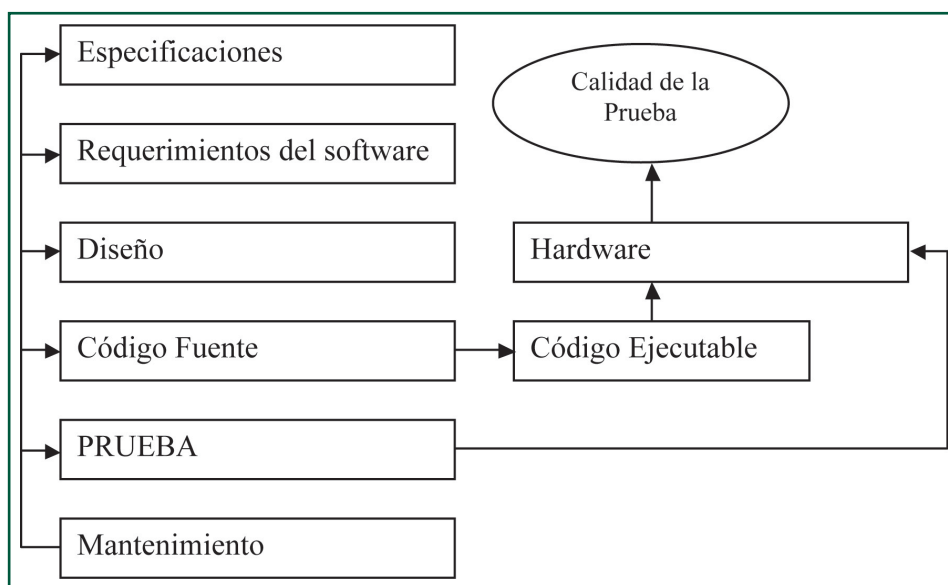 Especificaciones
Requerimientos del software
Diseño
Código Fuente
PRUEBA
Mantenimiento
Calidad de la
Prueba
Hardware
Código Ejecutable